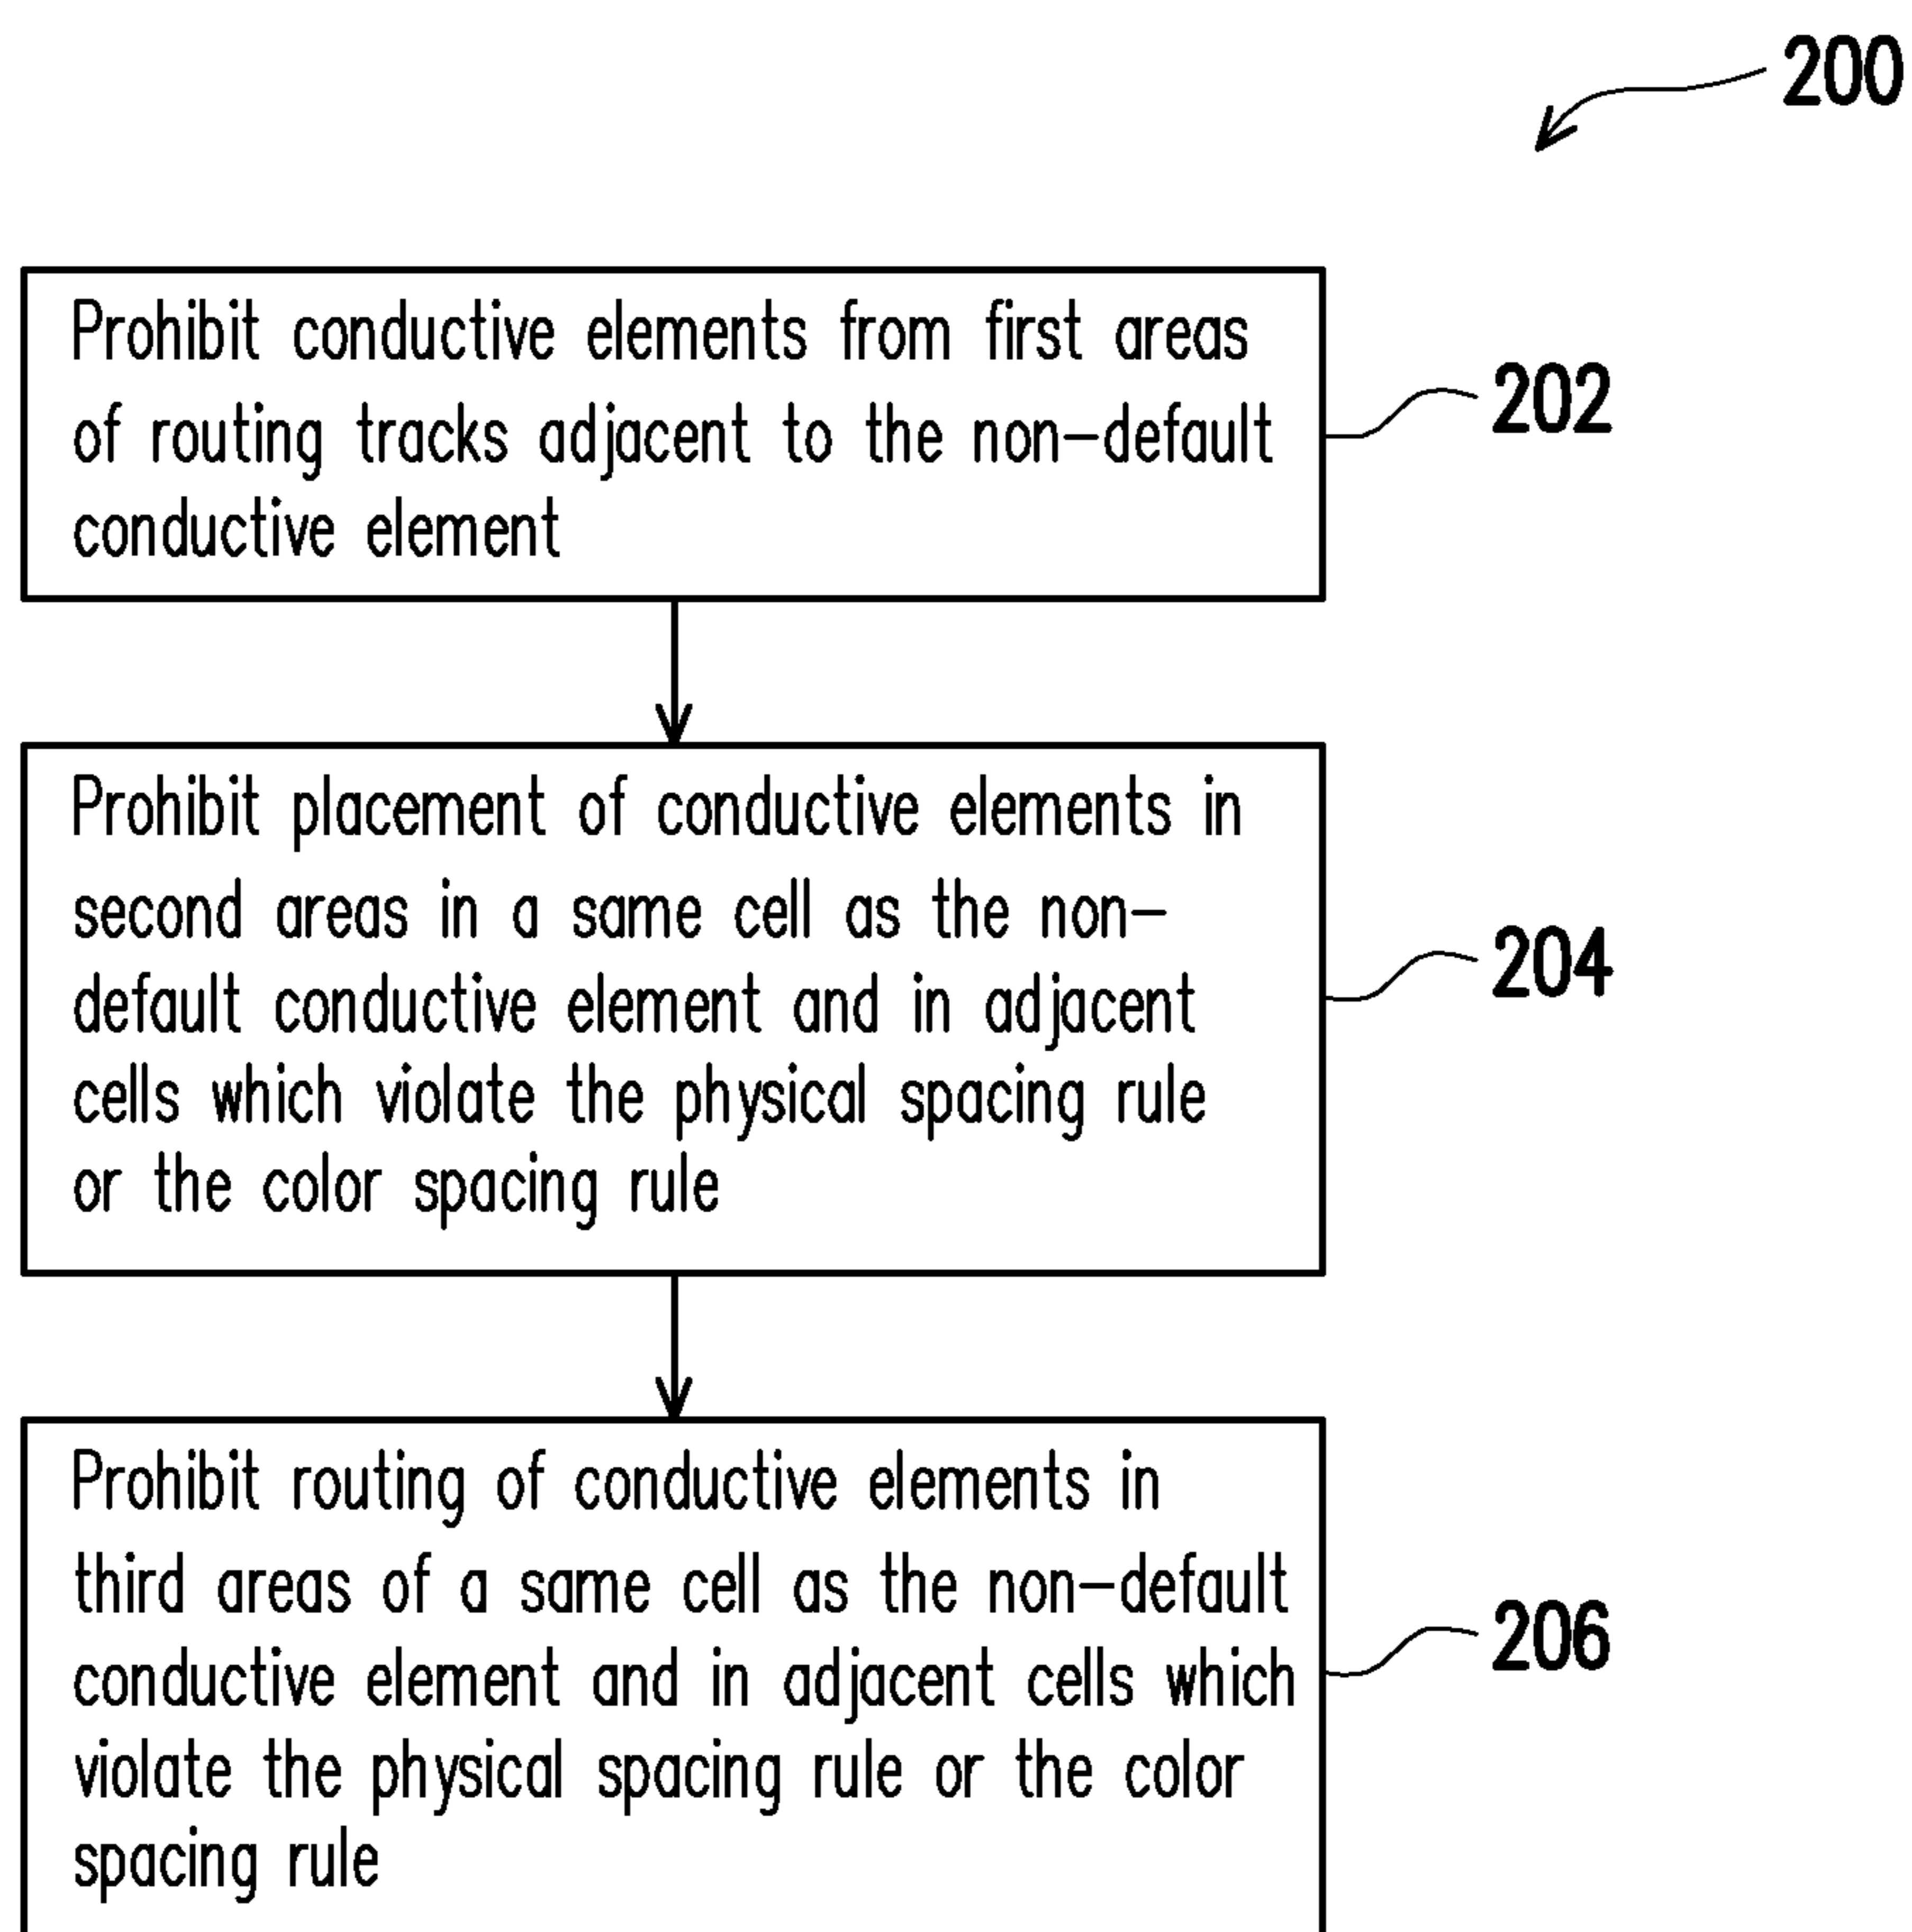 200
Prohibit conductive elements from first areas
of routing tracks adjacent to the non-default
conductive element
202
Prohibit placement of conductive elements in
second areas in a same cell as the non-
default conductive element and in adjacent
cells which violate the physical spacing rule
or the color spacing rule
204
Prohibit routing of conductive elements in
third areas of a same cell as the non-default
conductive element and in adjacent cells which
violate the physical spacing rule or the color
spacing rule
206